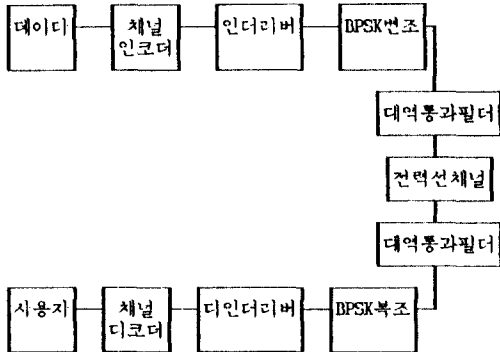 데이터
채널
인코더
인터리버
BPSK변조
대역통과필터
전력선채널
대역통과필터
사용자
채널
디코더
디인터리버
BPSK복조